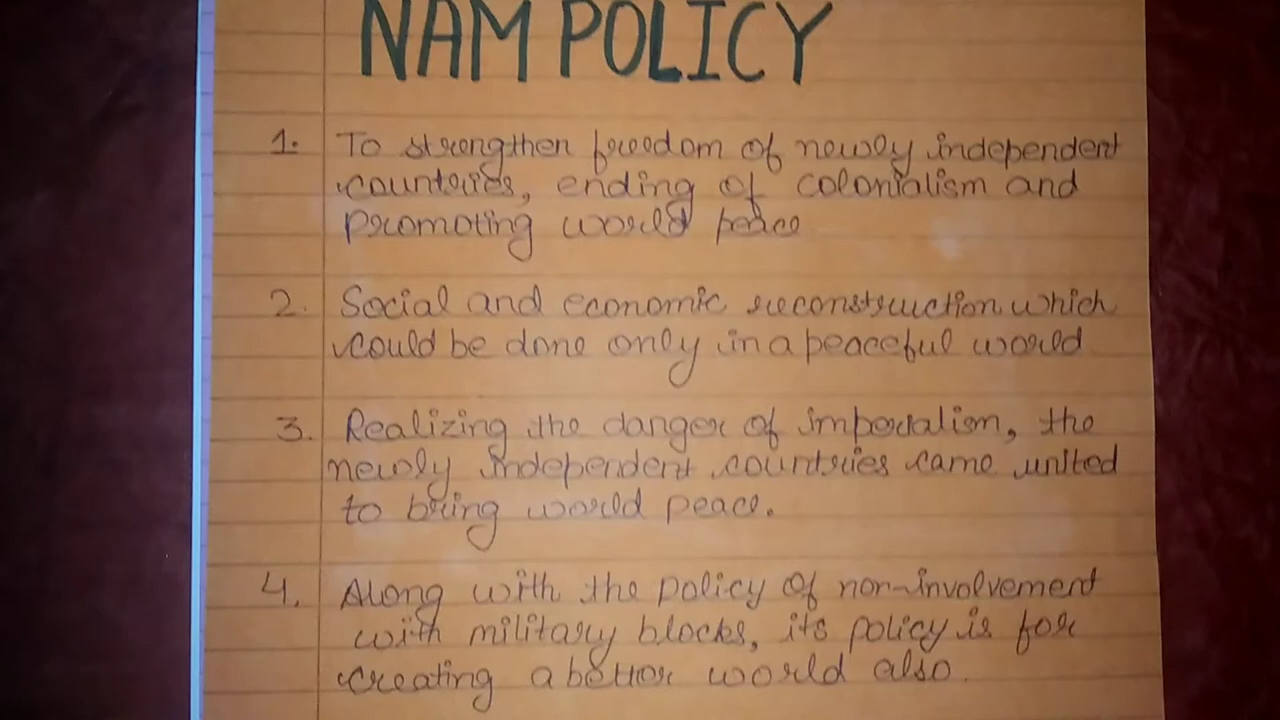 NAM POLICY
1. To strengthen freedom of newly independent
countries, ending of colonialism and
promoting world peace
2. Social and economic reconstruction which
could be done only in a peaceful world
3. Realizing the danger of imperialism, the
newly independent countries came united
to bring world peace.
4. Along with the policy of non-involvement
with military blocks, its policy is for
creating a better world also.